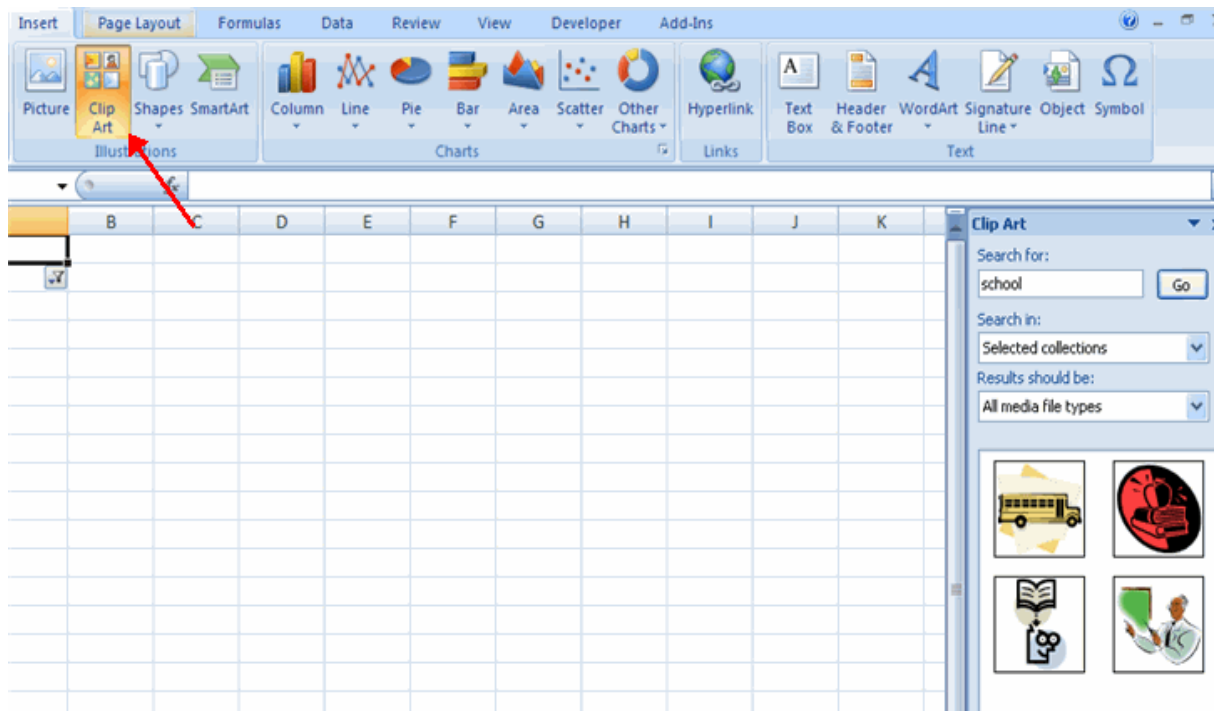 Insert Page Layout Formulas Data Review View Developer Add-Ins
Picture Clip Art Shapes SmartArt Column Line Pie Bar Area Scatter Other Charts Hyperlink Text Box Header & Footer WordArt Signature Line Object Symbol
Illustrations Charts Links Text
fx
B C D E F G H I J K
Clip Art
Search for:
school Go
Search in:
Selected collections
Results should be:
All media file types